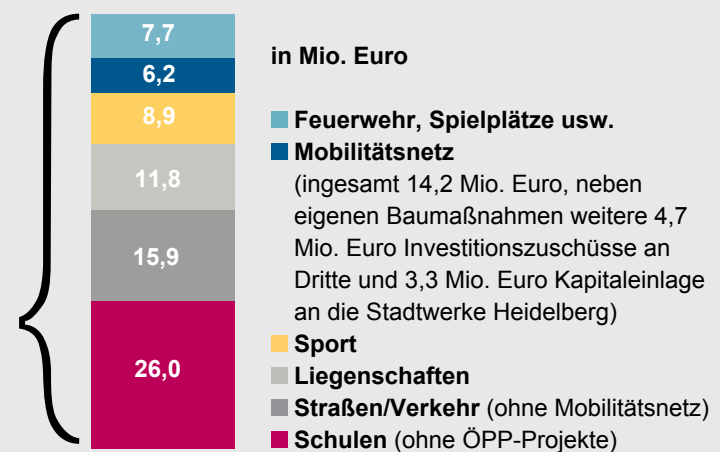 7,7
6,2
8,9
11,8
15,9
26,0
in Mio. Euro
Feuerwehr, Spielplätze usw.
Mobilitätsnetz
(ingesamt 14,2 Mio. Euro, neben
eigenen Baumaßnahmen weitere 4,7
Mio. Euro Investitionszuschüsse an
Dritte und 3,3 Mio. Euro Kapitaleinlage
an die Stadtwerke Heidelberg)
Sport
Liegenschaften
Straßen/Verkehr (ohne Mobilitätsnetz)
Schulen (ohne ÖPP-Projekte)